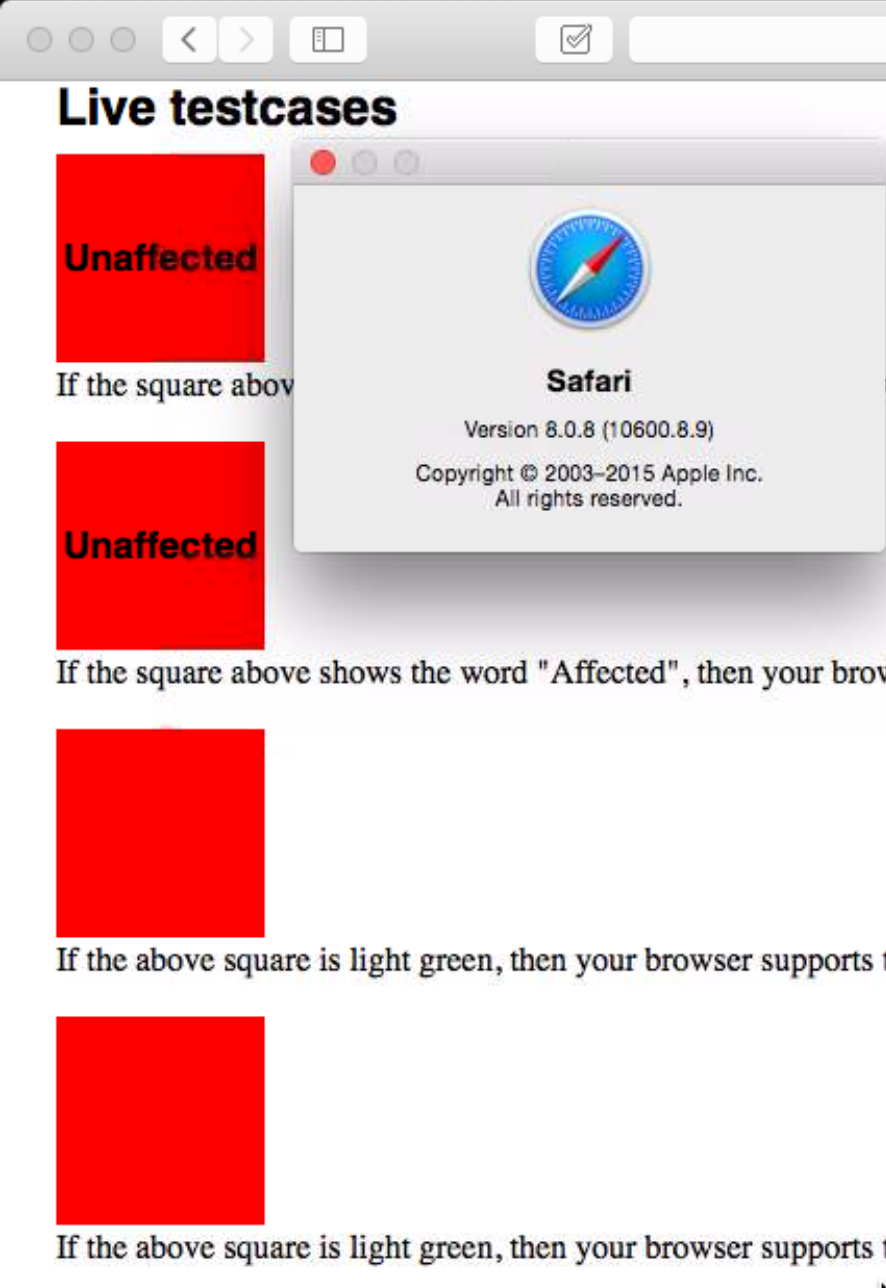 Live testcases
Unaffected
If the square abov
Safari
Version 8.0.8 (10600.8.9)
Copyright © 2003–2015 Apple Inc.
All rights reserved.
Unaffected
If the square above shows the word "Affected", then your brow
If the above square is light green, then your browser supports t
If the above square is light green, then your browser supports t